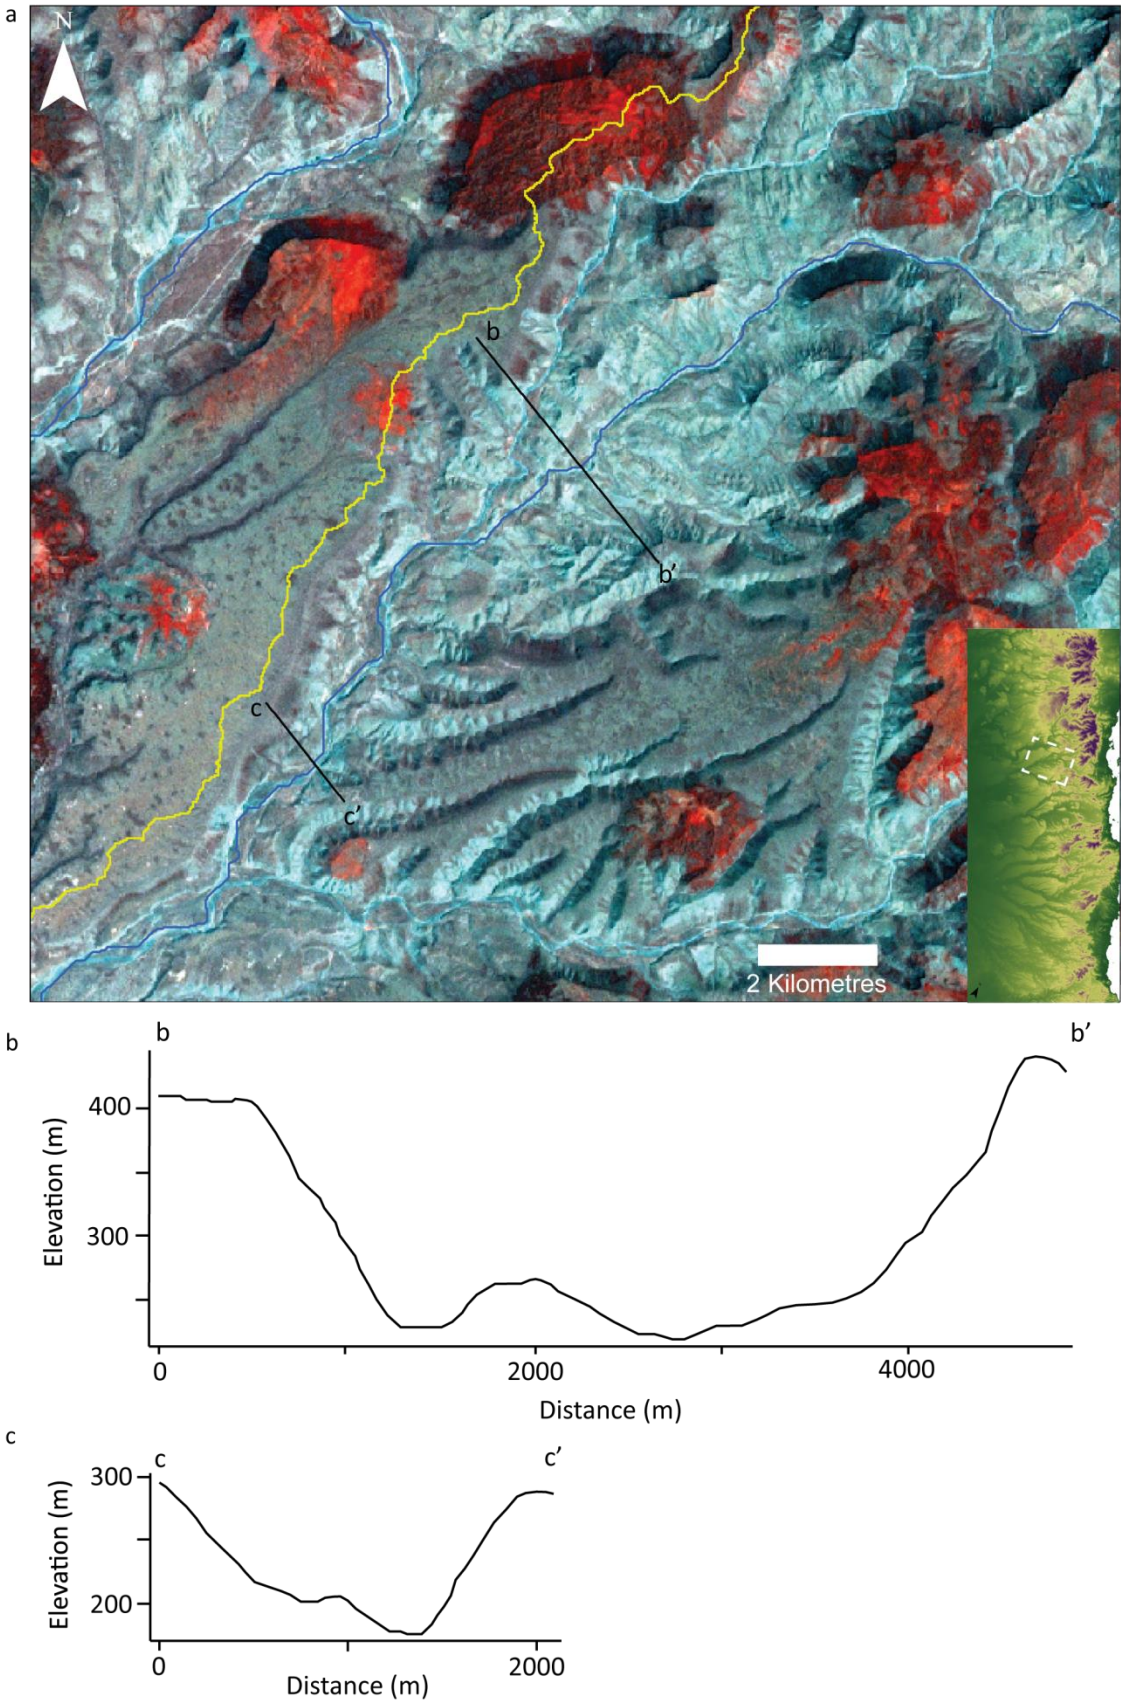 a
N
b
b’
c
c’
2 Kilometres
b
b
b’
400
300
Elevation (m)
0
2000
4000
Distance (m)
c
c
c’
300
200
Elevation (m)
0
2000
Distance (m)